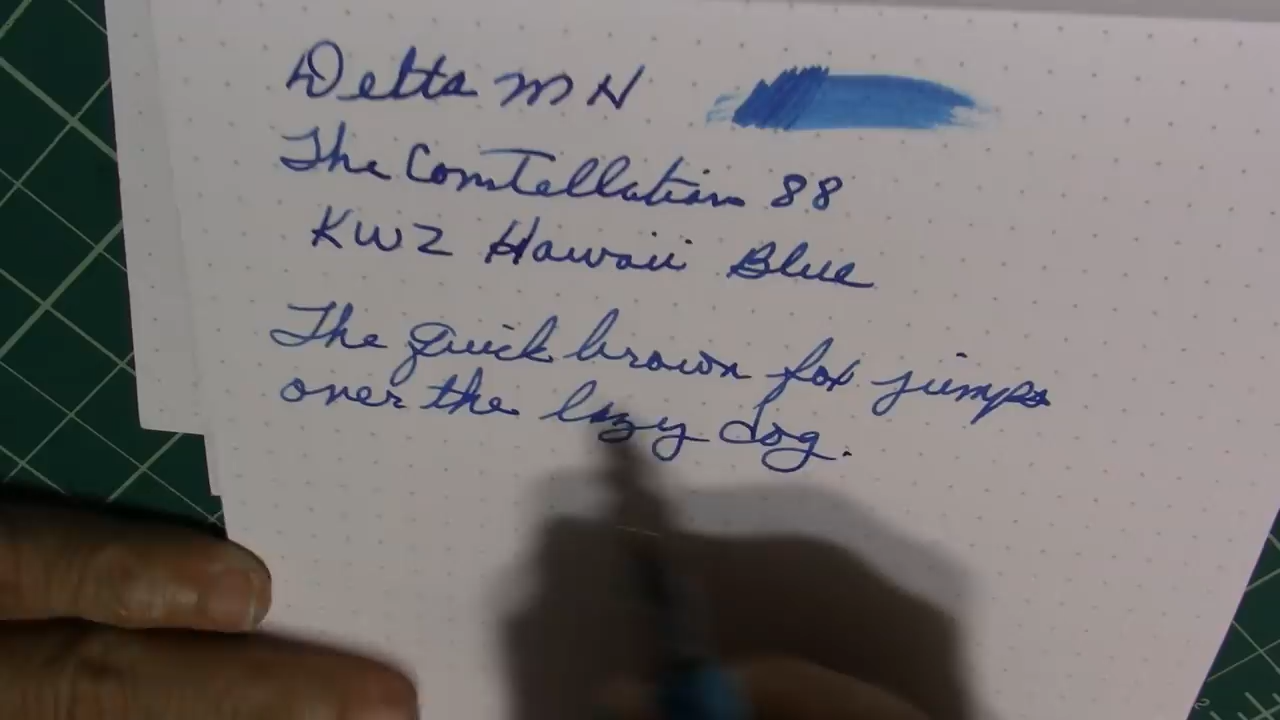 Delta MN
The Constellation 88
KWZ Hawaii Blue
The quick brown fox jumps
over the lazy dog.